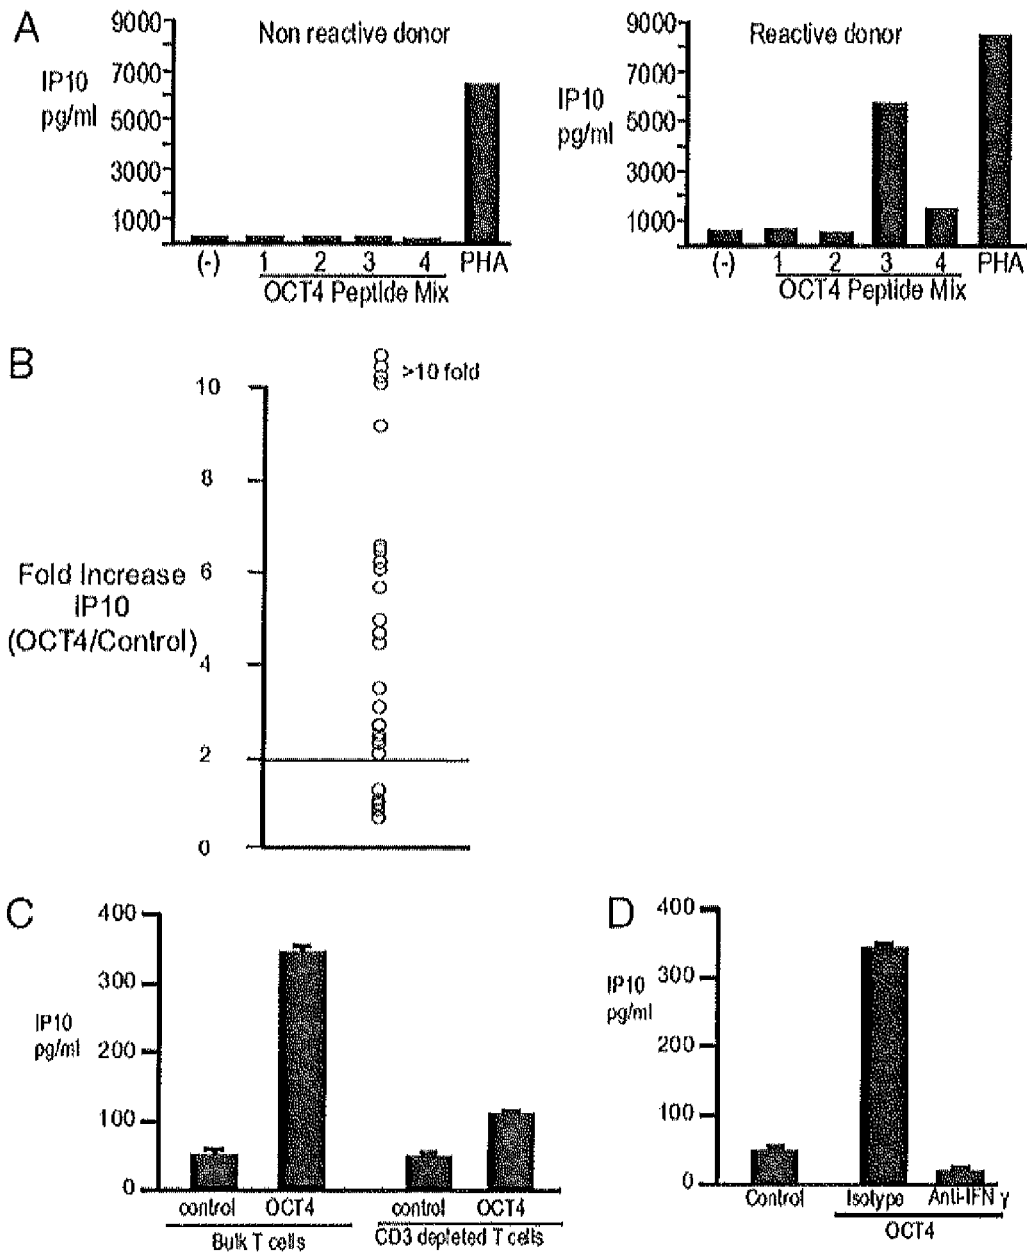 A
Non reactive donor
IP10
pg/ml
9000
7000
5000
3000
1000
(-) 1 2 3 4 PHA
OCT4 Peptide Mix
Reactive donor
IP10
pg/ml
9000
7000
5000
3000
1000
(-) 1 2 3 4 PHA
OCT4 Peptide Mix
B
>10 fold
Fold Increase
IP10
(OCT4/Control)
10
8
6
4
2
0
C
IP10
pg/ml
400
300
200
100
0
control OCT4 control OCT4
Bulk T cells CD3 depleted T cells
D
IP10
pg/ml
400
300
200
100
0
Control Isotype Anti-IFN γ
OCT4